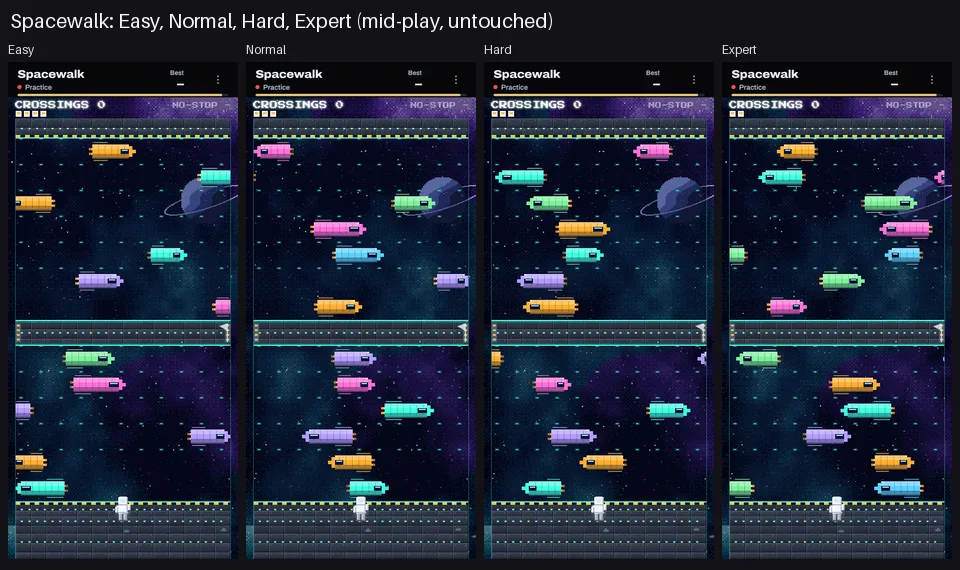 Spacewalk: Easy, Normal, Hard, Expert (mid-play, untouched)
Easy
Normal
Hard
Expert
Spacewalk
Best
Practice
–
CROSSINGS 0
NO-STOP
Spacewalk
Best
Practice
–
CROSSINGS 0
NO-STOP
Spacewalk
Best
Practice
–
CROSSINGS 0
NO-STOP
Spacewalk
Best
Practice
–
CROSSINGS 0
NO-STOP